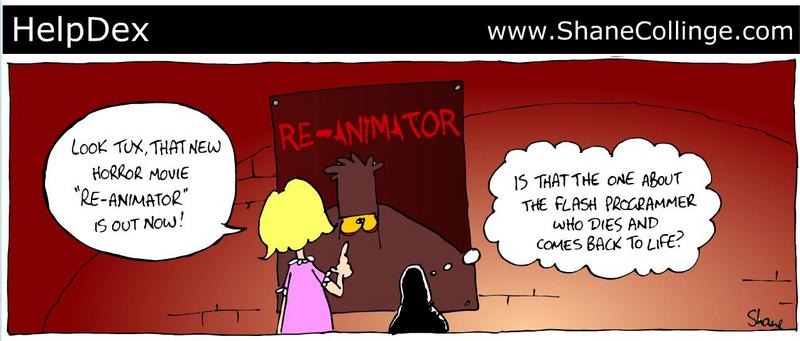 HelpDex
www.ShaneCollinge.com
RE-ANIMATOR
LOOK TUX, THAT NEW
HORROR MOVIE
"RE-ANIMATOR"
IS OUT NOW!
IS THAT THE ONE ABOUT
THE FLASH PROGRAMMER
WHO DIES AND
COMES BACK TO LIFE?
Shane